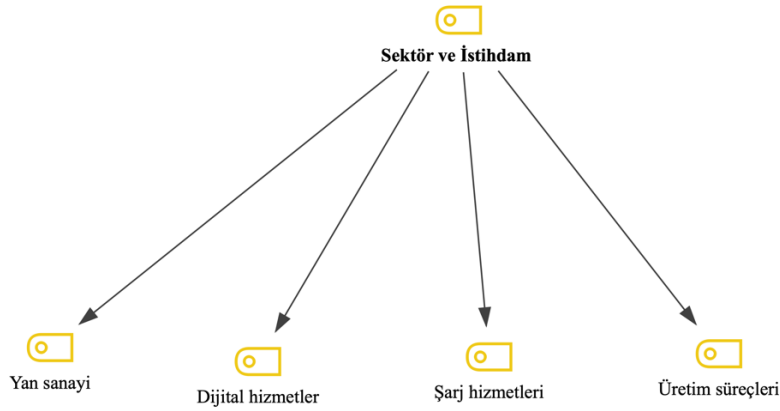 Sektör ve İstihdam
Yan sanayi
Dijital hizmetler
Şarj hizmetleri
Üretim süreçleri